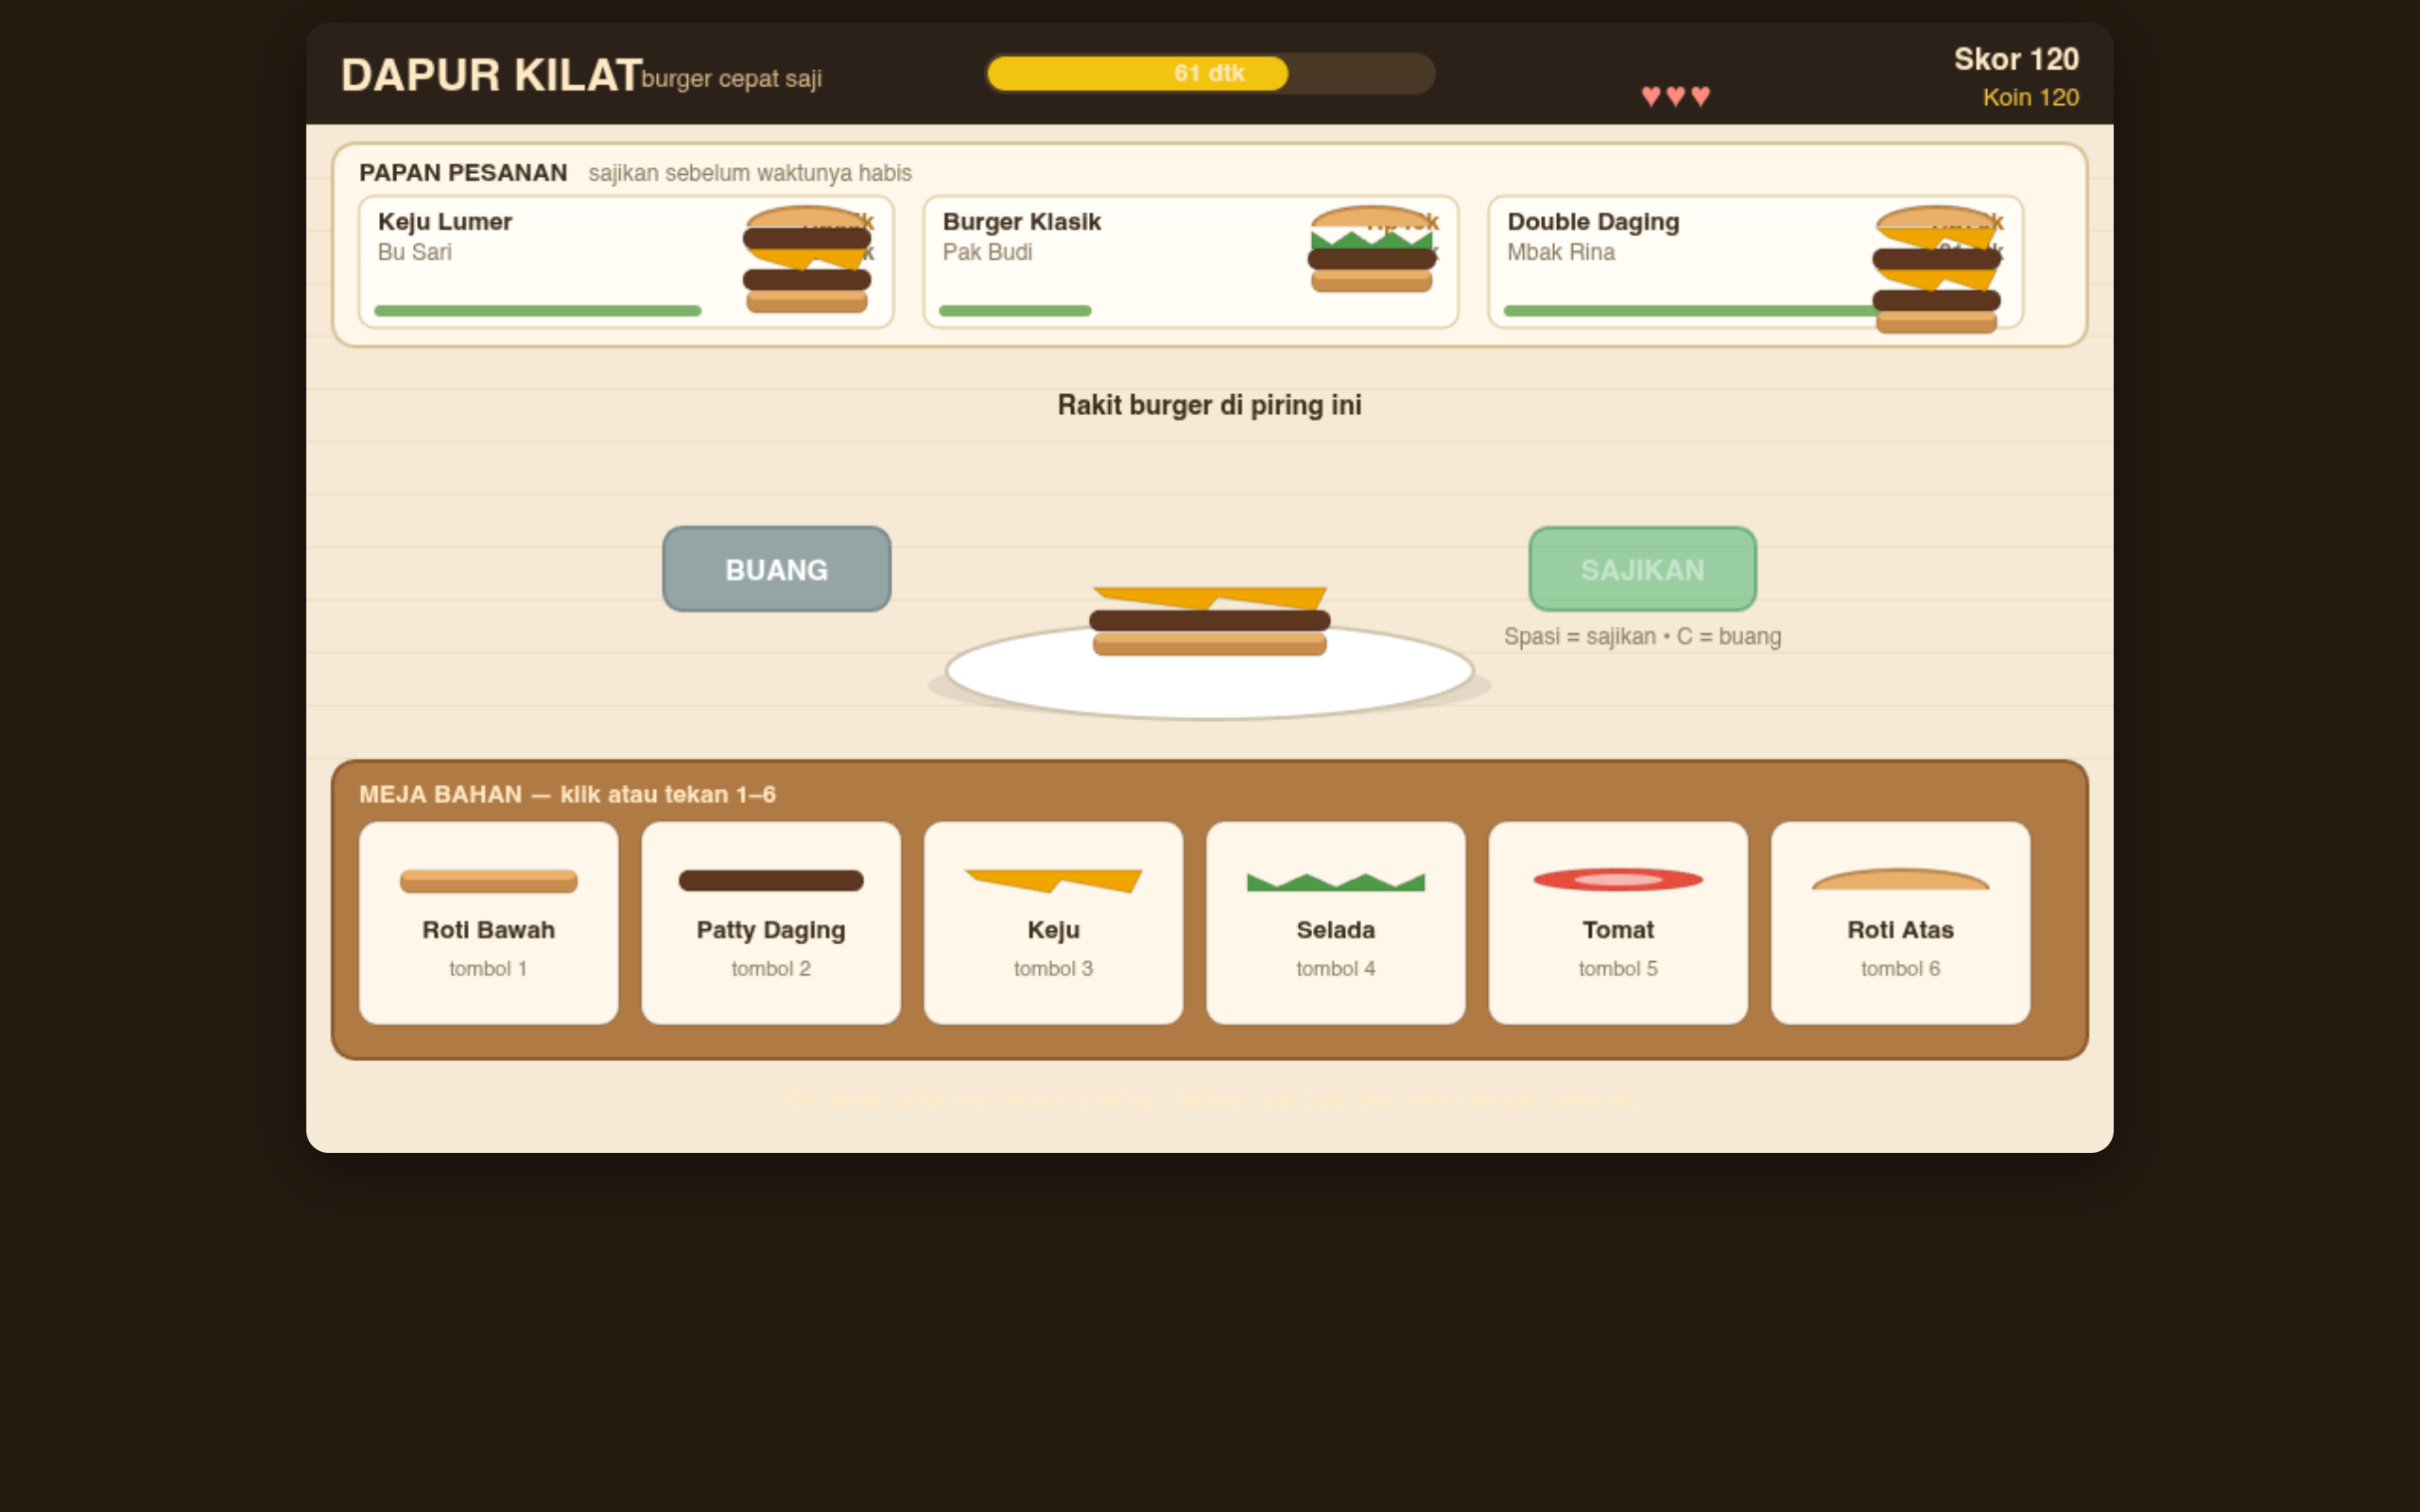 DAPUR KILAT burger cepat saji
61 dtk
♥♥♥
Skor 120
Koin 120
PAPAN PESANAN sajikan sebelum waktunya habis
Keju Lumer
Bu Sari
Burger Klasik
Pak Budi
Double Daging
Mbak Rina
Rakit burger di piring ini
BUANG
SAJIKAN
Spasi = sajikan • C = buang
MEJA BAHAN — klik atau tekan 1–6
Roti Bawah
tombol 1
Patty Daging
tombol 2
Keju
tombol 3
Selada
tombol 4
Tomat
tombol 5
Roti Atas
tombol 6